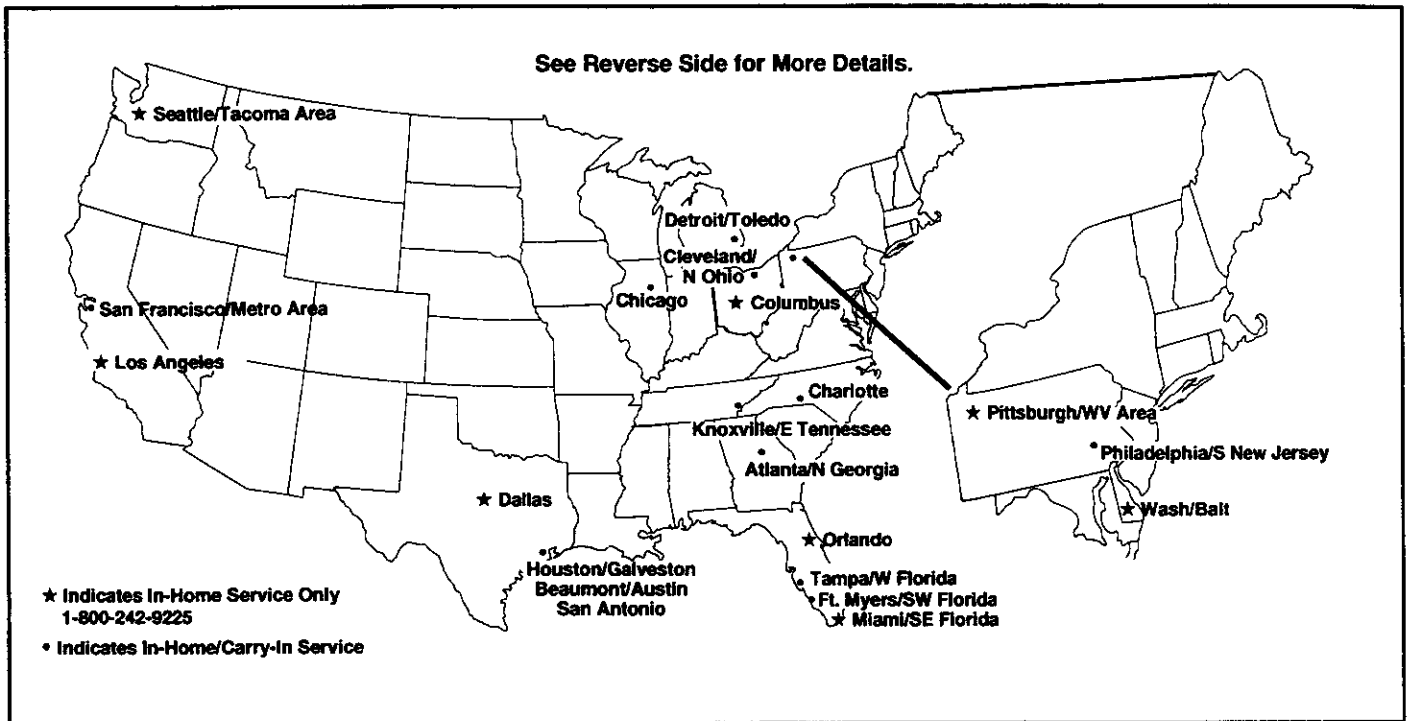 See Reverse Side for More Details.
★ Seattle/Tacoma Area
Detroit/Toledo
Cleveland/
N Ohio
Chicago
★ Columbus
San Francisco/Metro Area
★ Los Angeles
Charlotte
Knoxville/E Tennessee
Atlanta/N Georgia
★ Pittsburgh/WV Area
Philadelphia/S New Jersey
★ Wash/Balt
★ Dallas
★ Orlando
Houston/Galveston
Beaumont/Austin
San Antonio
Tampa/W Florida
Ft. Myers/SW Florida
★ Miami/SE Florida
★ Indicates In-Home Service Only
1-800-242-9225
• Indicates In-Home/Carry-In Service